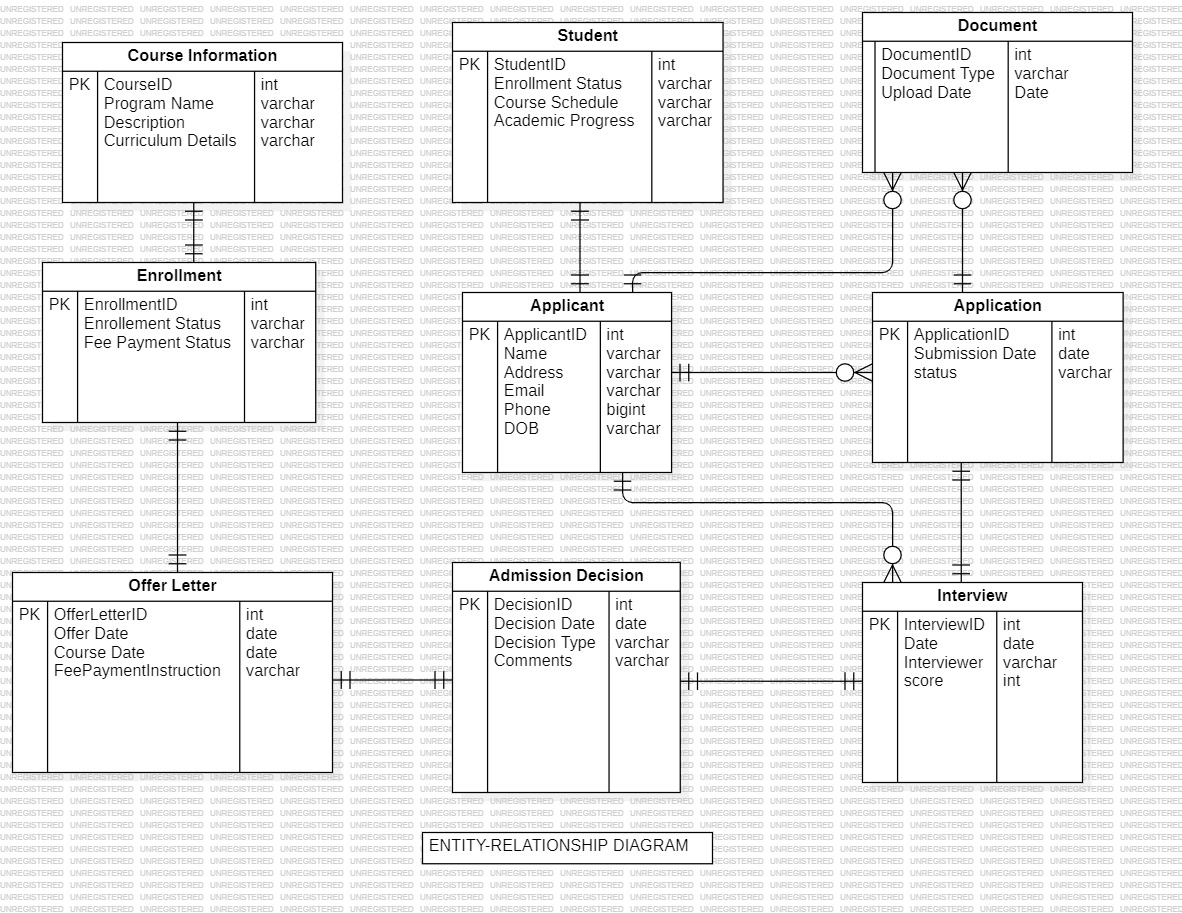 Course Information
PK CourseID int
Program Name varchar
Description varchar
Curriculum Details varchar
Student
PK StudentID int
Enrollment Status varchar
Course Schedule varchar
Academic Progress varchar
Document
DocumentID int
Document Type varchar
Upload Date Date
Enrollment
PK EnrollmentID int
Enrollement Status varchar
Fee Payment Status varchar
Applicant
PK ApplicantID int
Name varchar
Address varchar
Email varchar
Phone bigint
DOB varchar
Application
PK ApplicationID int
Submission Date date
status varchar
Offer Letter
PK OfferLetterID int
Offer Date date
Course Date date
FeePaymentInstruction varchar
Admission Decision
PK DecisionID int
Decision Date date
Decision Type varchar
Comments varchar
Interview
PK InterviewID int
Date date
Interviewer varchar
score int
ENTITY-RELATIONSHIP DIAGRAM
UNREGISTERED